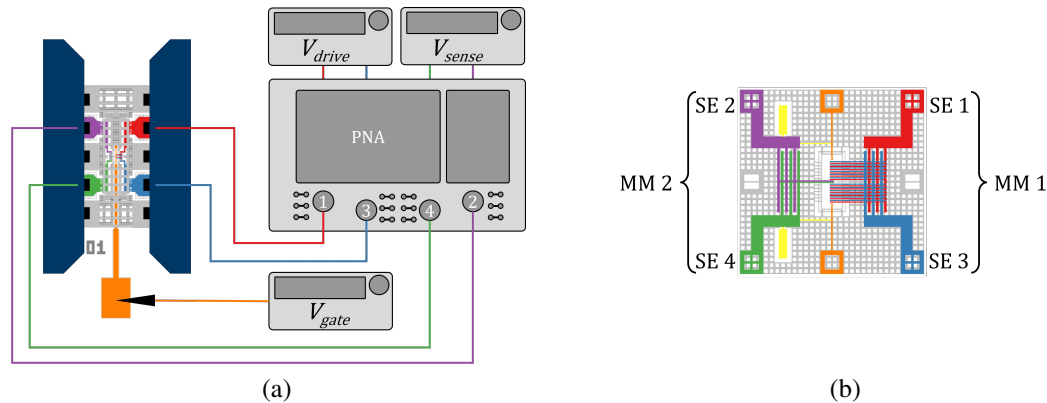 V_drive
V_sense
PNA
1
3
4
2
01
V_gate
(a)
SE 2
SE 1
MM 2
MM 1
SE 4
SE 3
(b)